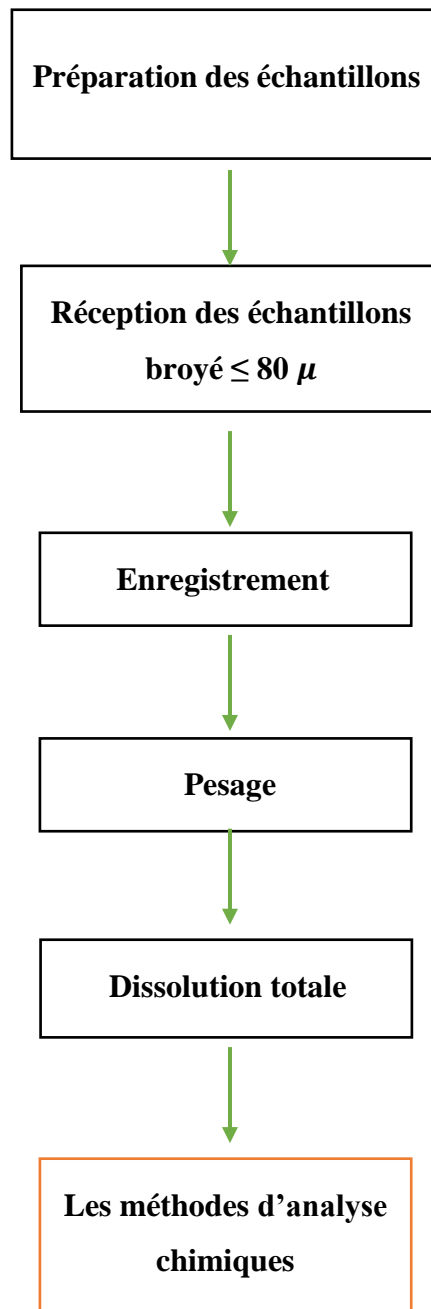 Préparation des échantillons
Réception des échantillons
broyé ≤ 80 𝝁
Enregistrement
Pesage
Dissolution totale
Les méthodes d’analyse
chimiques